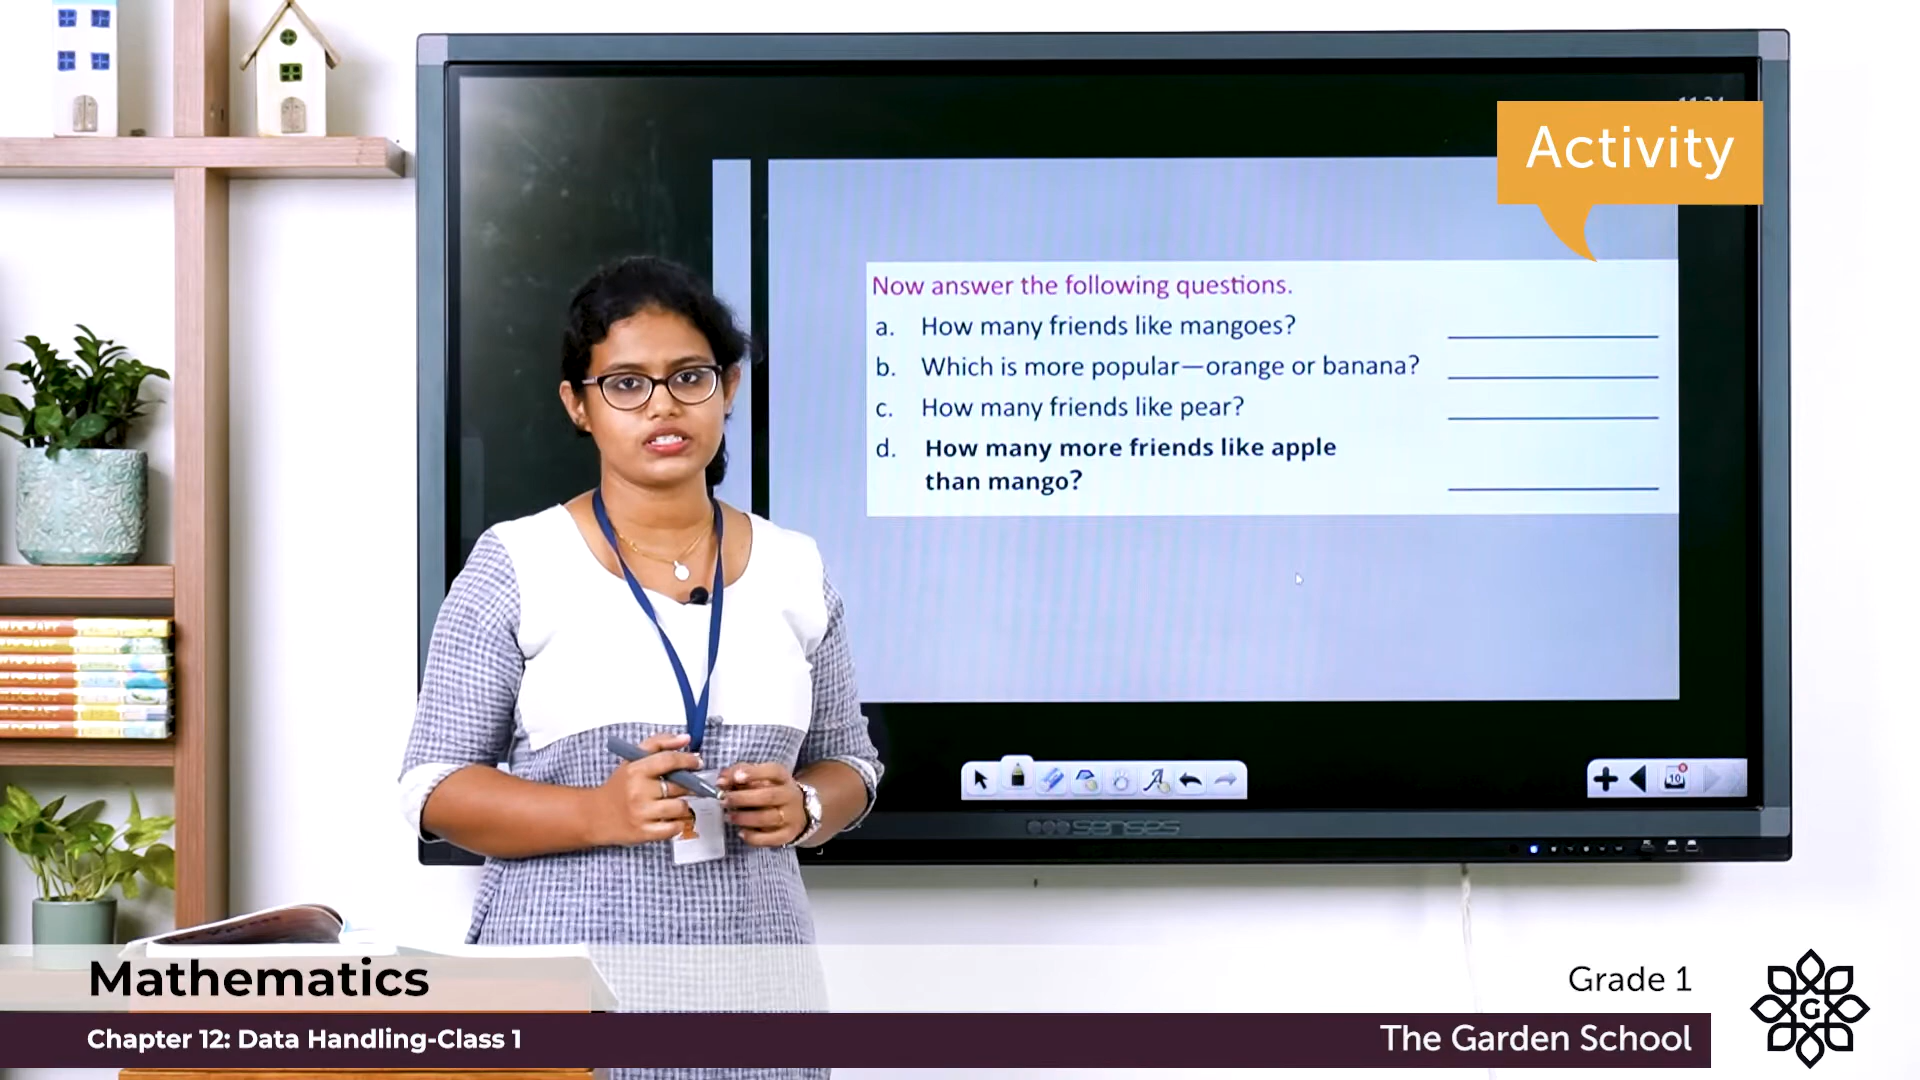 Activity
Now answer the following questions.
a. How many friends like mangoes?
b. Which is more popular—orange or banana?
c. How many friends like pear?
d. How many more friends like apple
than mango?
10
senses
Mathematics
Grade 1
Chapter 12: Data Handling-Class 1
The Garden School
G